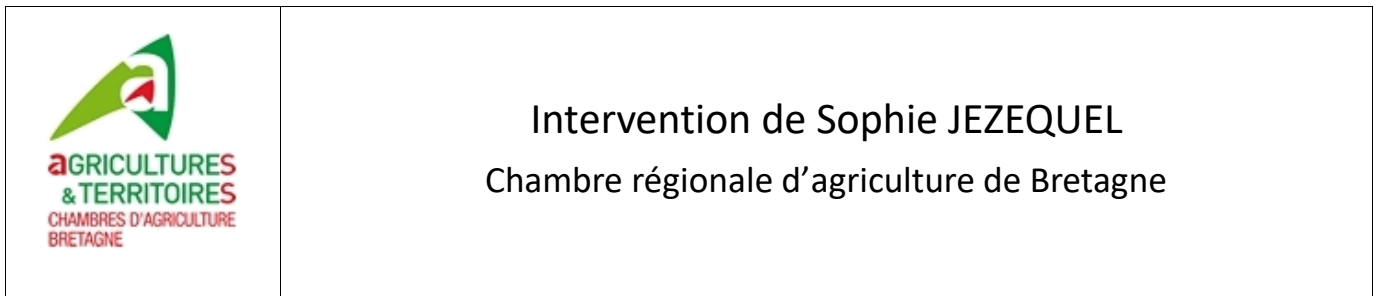 aGRICULTURES
& TERRITOIRES
CHAMBRES D'AGRICULTURE
BRETAGNE
Intervention de Sophie JEZEQUEL
Chambre régionale d’agriculture de Bretagne